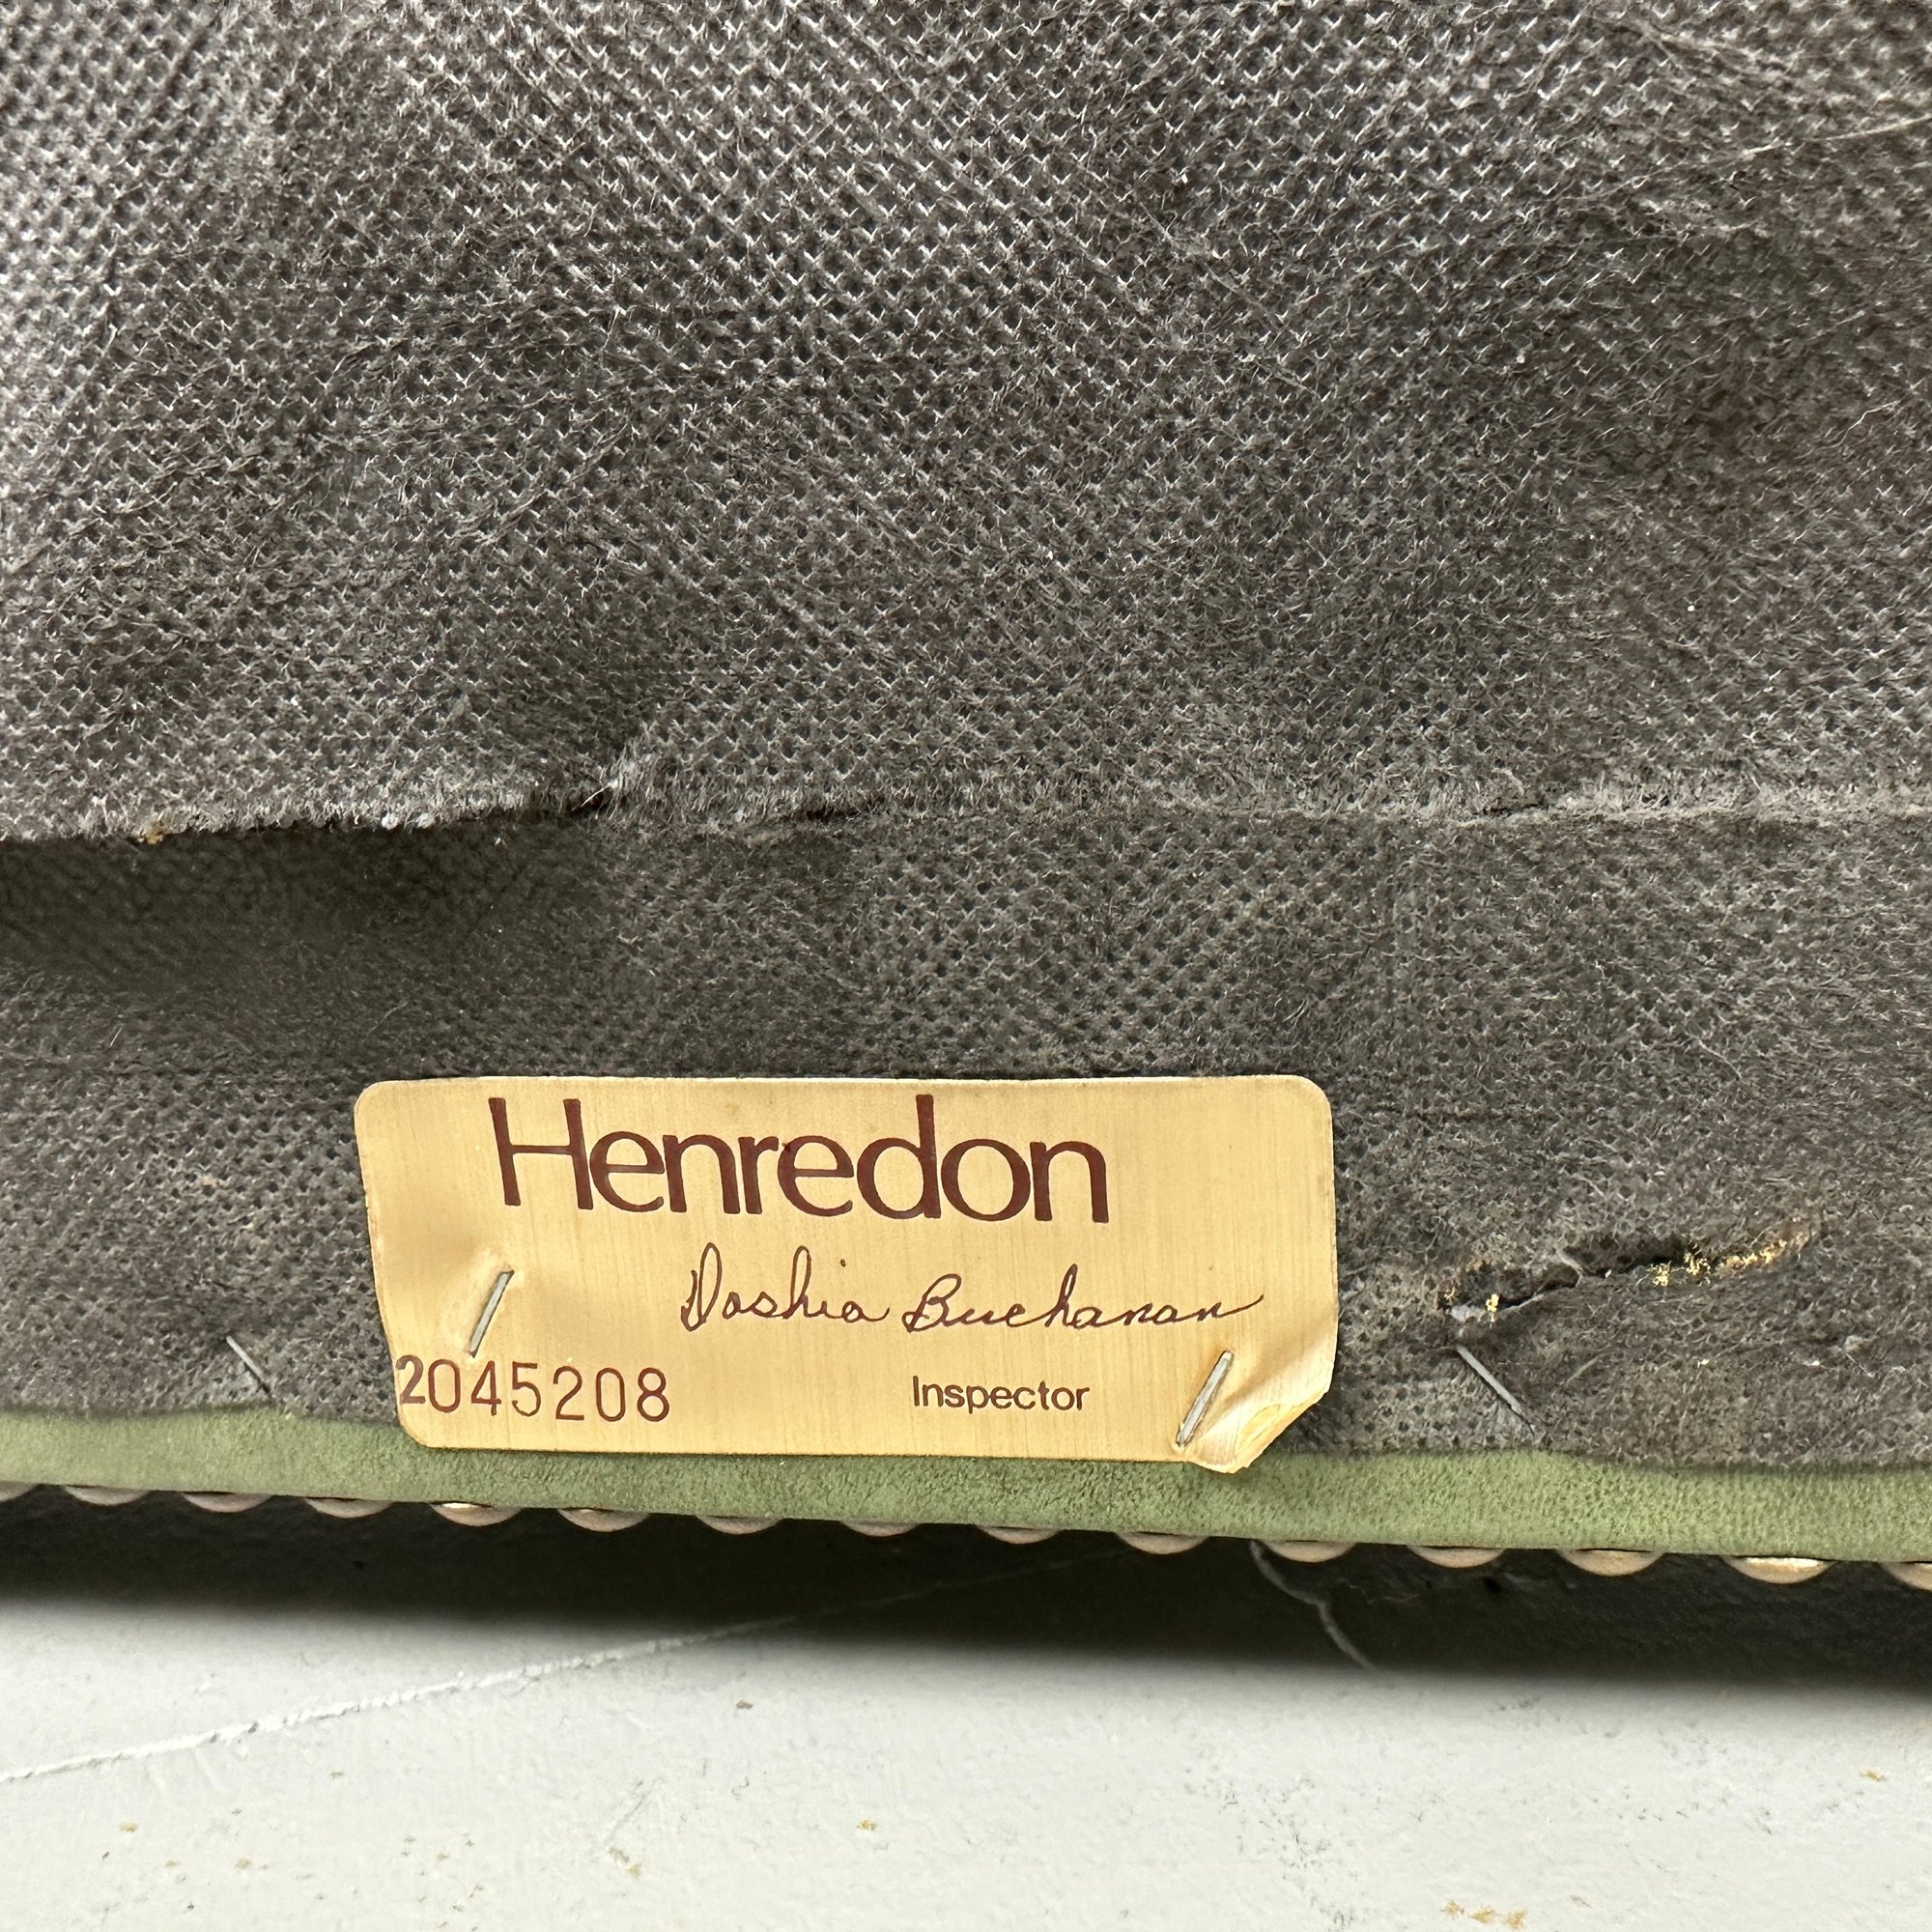 Henredon
Doshia Buchanan
2045208 Inspector